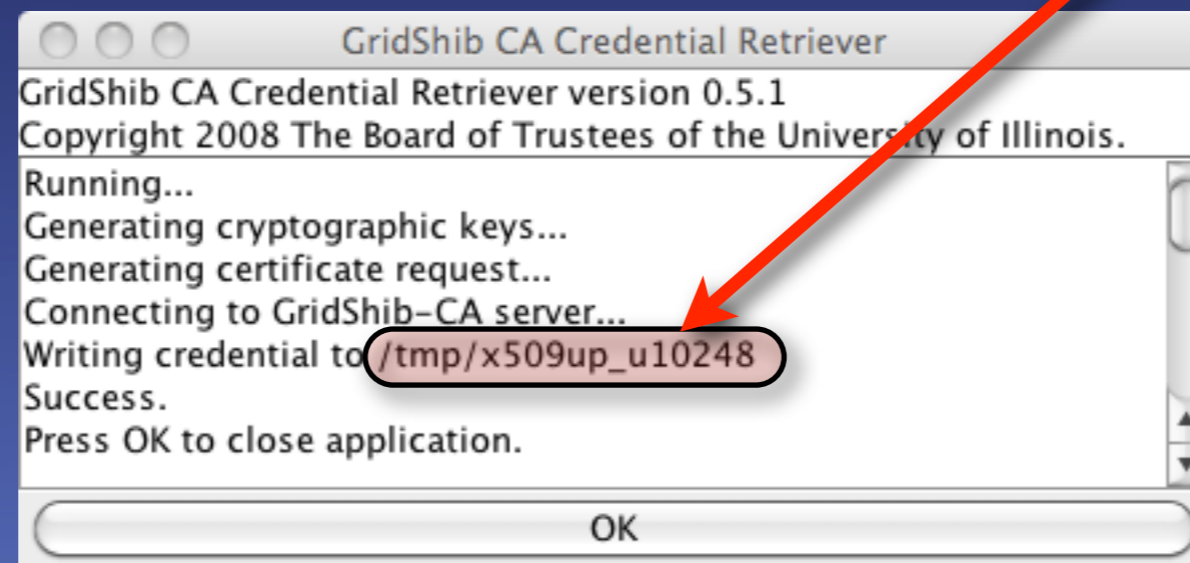 GridShib CA Credential Retriever
GridShib CA Credential Retriever version 0.5.1
Copyright 2008 The Board of Trustees of the University of Illinois.
Running...
Generating cryptographic keys...
Generating certificate request...
Connecting to GridShib-CA server...
Writing credential to /tmp/x509up_u10248
Success.
Press OK to close application.
OK